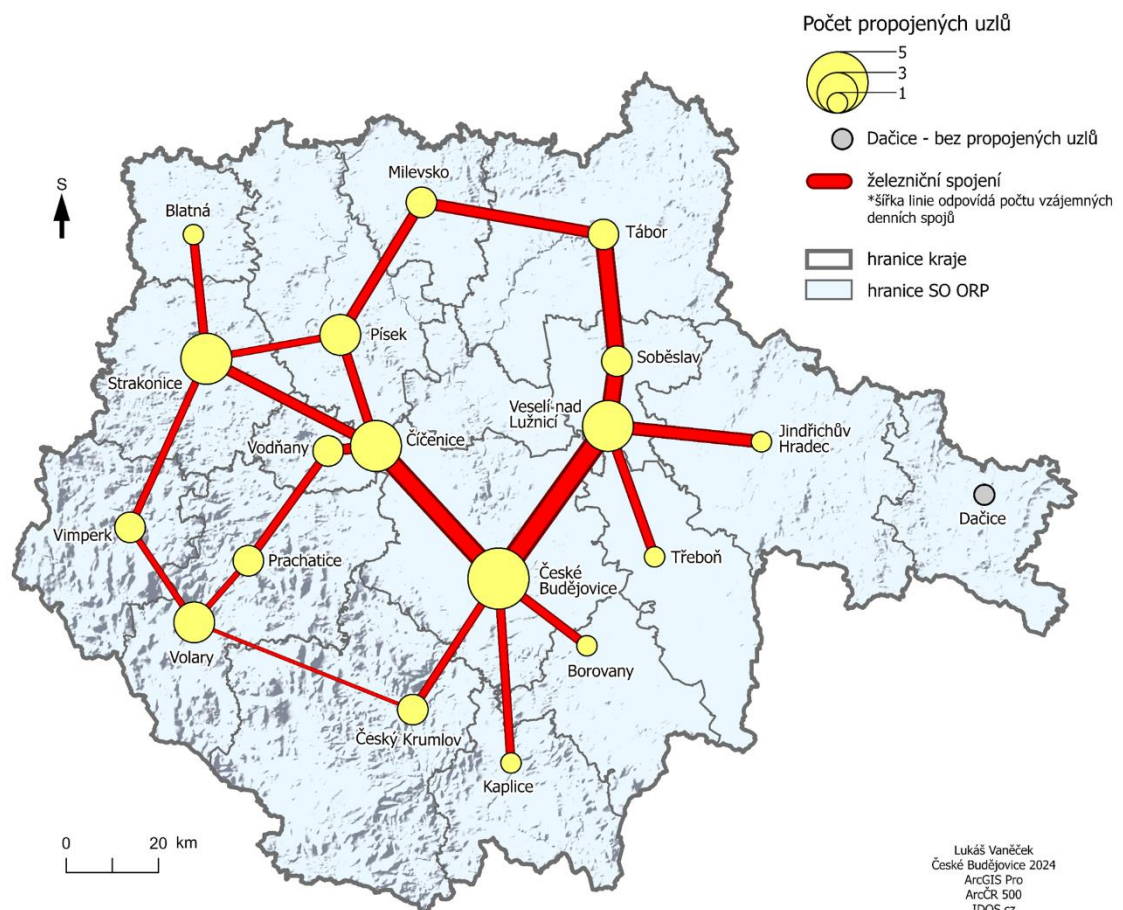 Počet propojených uzlů
5
3
1
Dačice - bez propojených uzlů
železniční spojení
*šířka linie odpovídá počtu vzájemných
denních spojů
hranice kraje
hranice SO ORP
S
Milevsko
Blatná
Tábor
Písek
Soběslav
Strakonice
Veselí nad
Lužnicí
Číčenice
Vodňany
Jindřichův
Hradec
Dačice
Vimperk
Prachatice
Třeboň
České
Budějovice
Volary
Borovany
Český Krumlov
Kaplice
0 20 km
Lukáš Vaněček
České Budějovice 2024
ArcGIS Pro
ArcČR 500
IDOS.cz